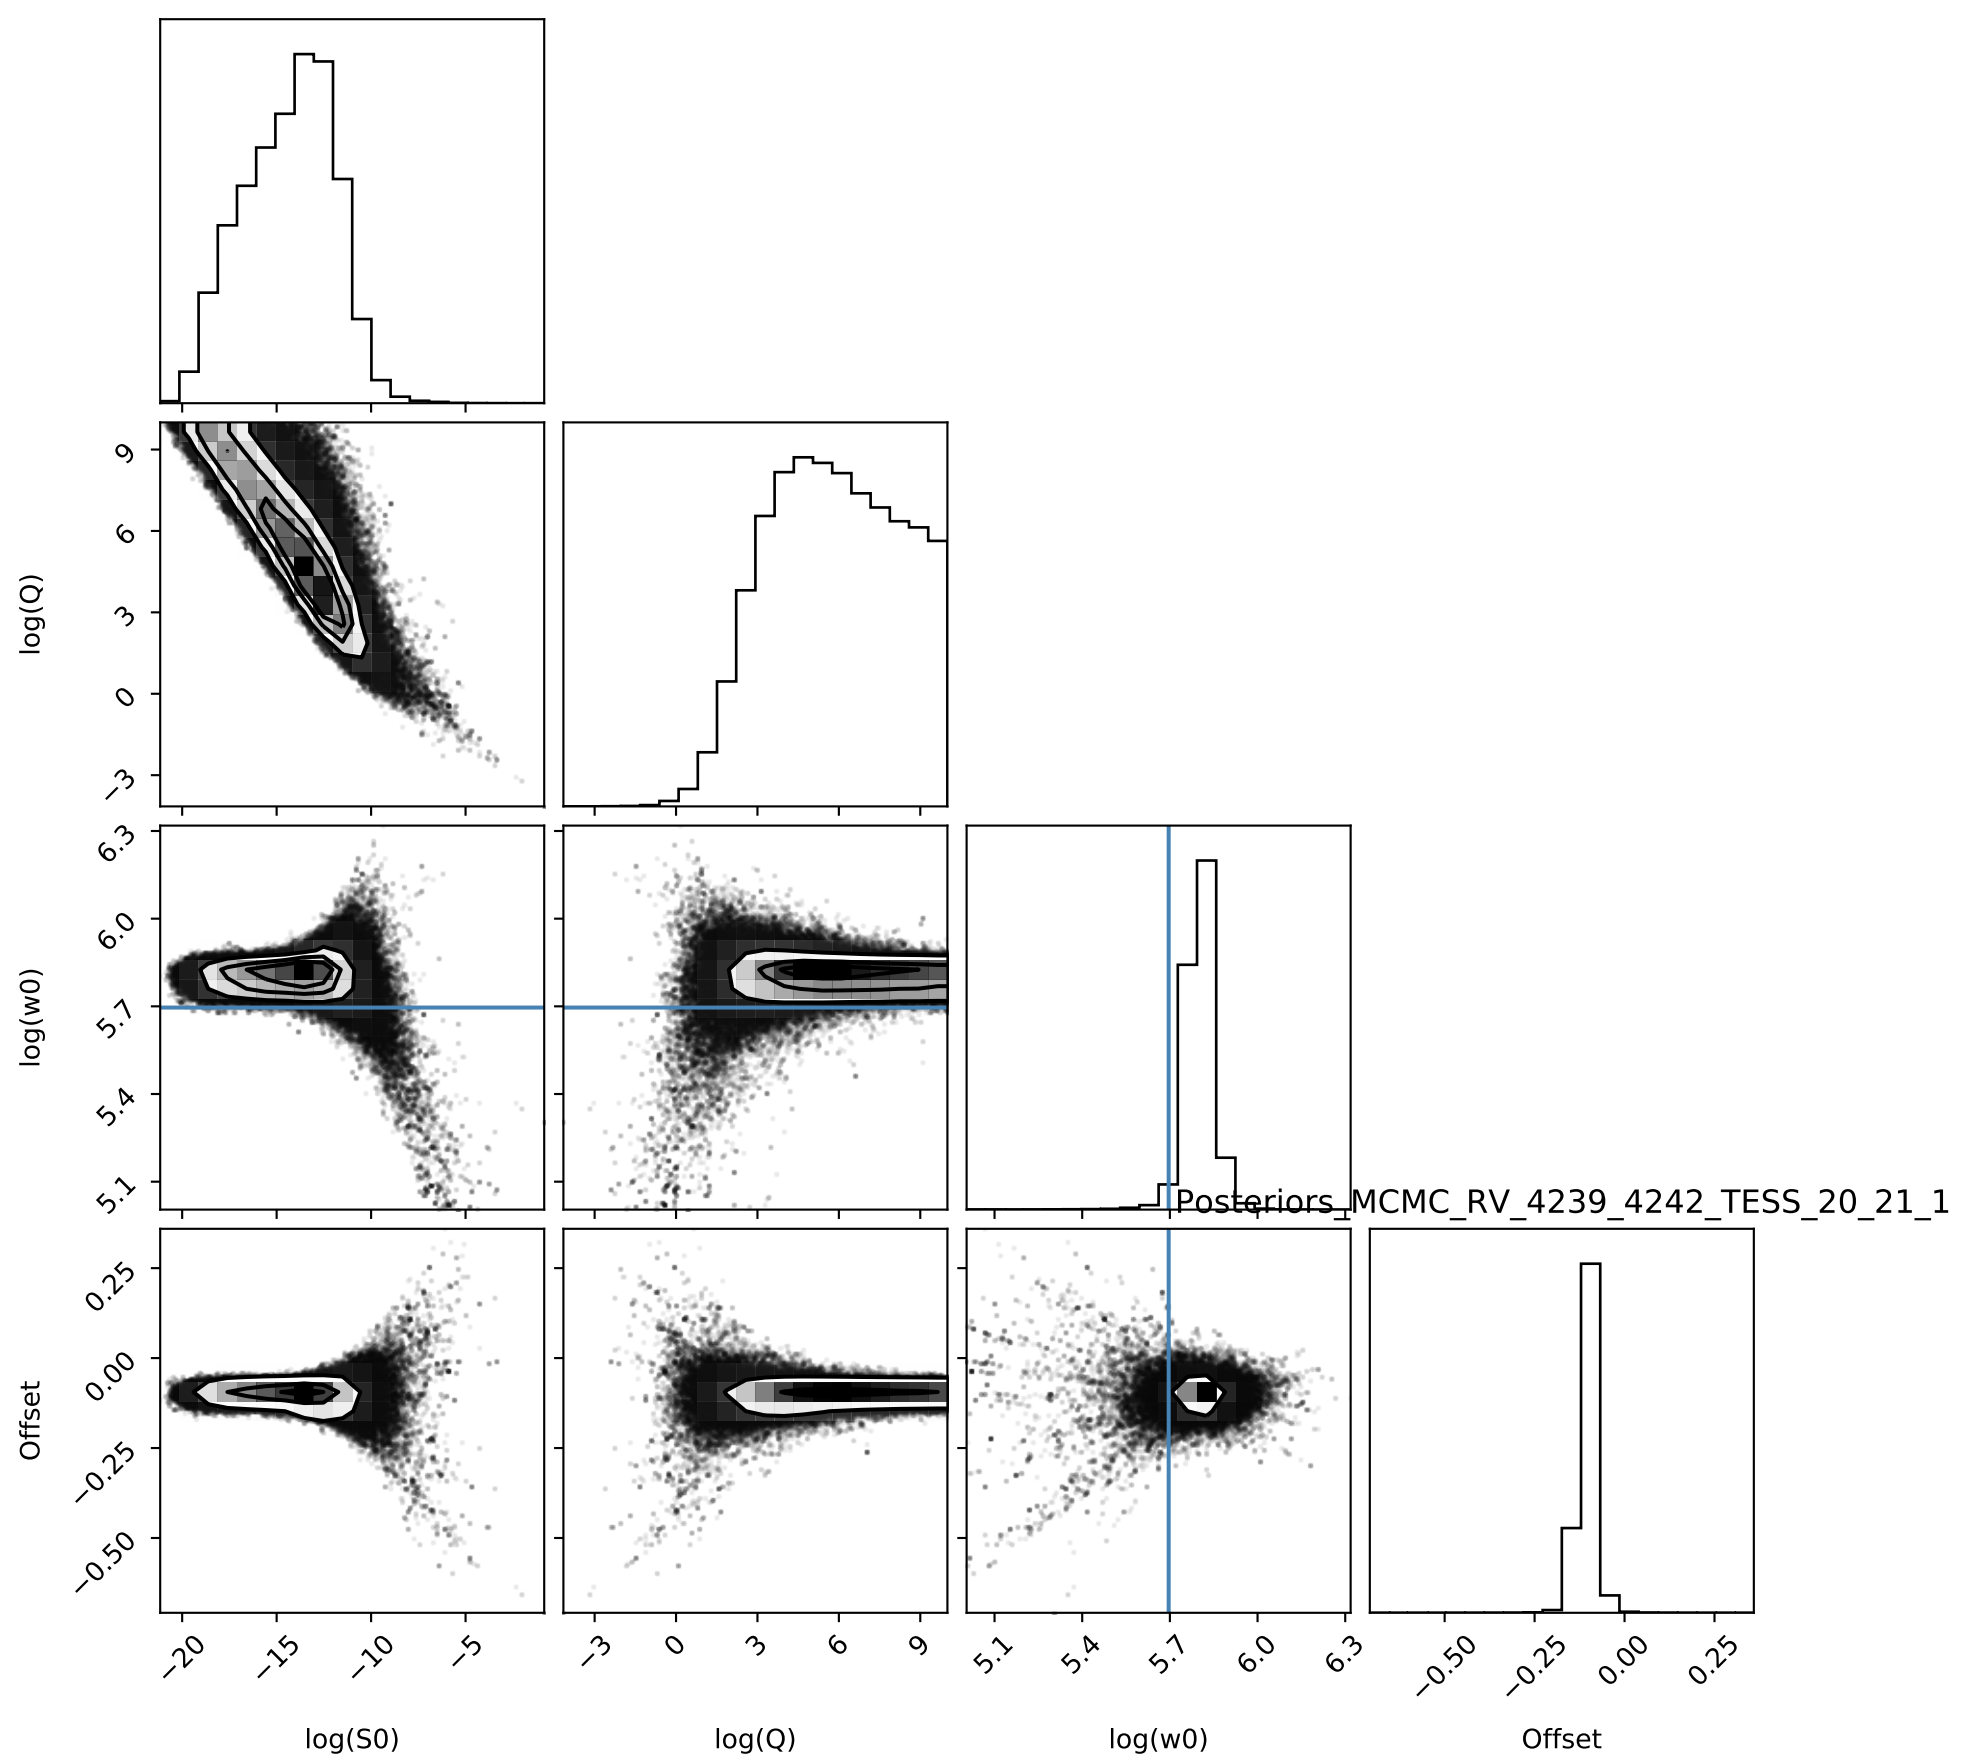 log(Q)
9
6
3
0
−3
log(w0)
6.3
6.0
5.7
5.4
5.1
Posteriors_MCMC_RV_4239_4242_TESS_20_21_1
Offset
0.25
0.00
−0.25
−0.50
−20 −15 −10 −5
−3 0 3 6 9
5.1 5.4 5.7 6.0 6.3
−0.50 −0.25 0.00 0.25
log(S0) log(Q) log(w0) Offset